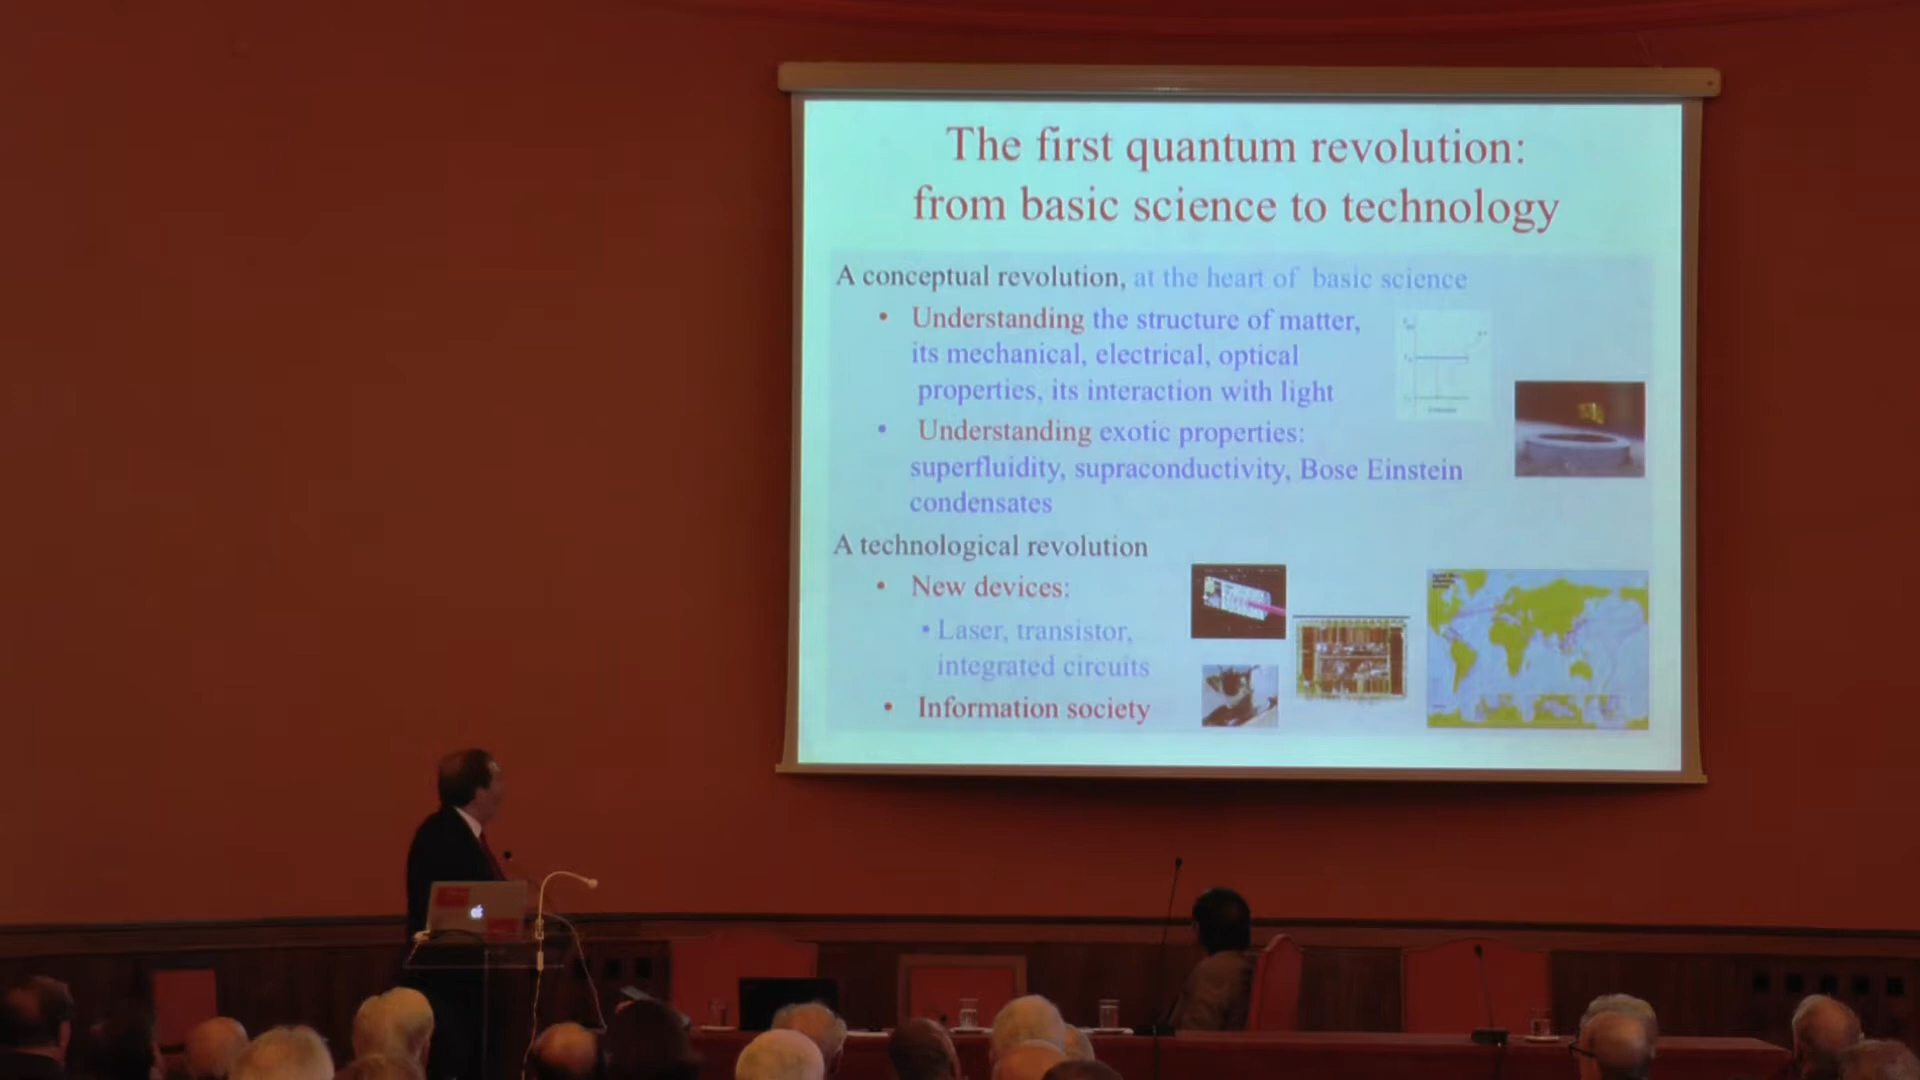 The first quantum revolution:
from basic science to technology
A conceptual revolution, at the heart of basic science
• Understanding the structure of matter,
its mechanical, electrical, optical
properties, its interaction with light
• Understanding exotic properties:
superfluidity, supraconductivity, Bose Einstein
condensates
A technological revolution
• New devices:
• Laser, transistor,
integrated circuits
• Information society